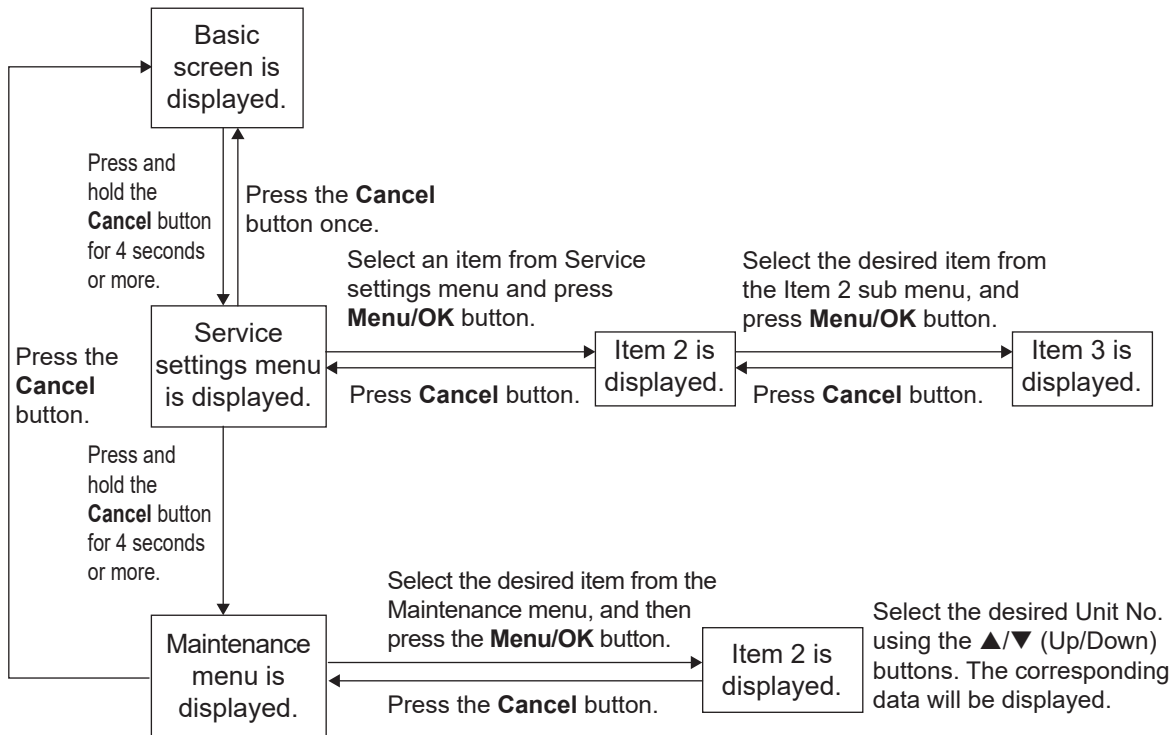 Basic
screen is
displayed.
Press and
hold the
Cancel button
for 4 seconds
or more.
Press the Cancel
button once.
Select an item from Service
settings menu and press
Menu/OK button.
Select the desired item from
the Item 2 sub menu, and
press Menu/OK button.
Press the
Cancel
button.
Service
settings menu
is displayed.
Item 2 is
displayed.
Item 3 is
displayed.
Press Cancel button.
Press Cancel button.
Press and
hold the
Cancel button
for 4 seconds
or more.
Select the desired item from the
Maintenance menu, and then
press the Menu/OK button.
Maintenance
menu is
displayed.
Press the Cancel button.
Item 2 is
displayed.
Select the desired Unit No.
using the ▲/▼ (Up/Down)
buttons. The corresponding
data will be displayed.